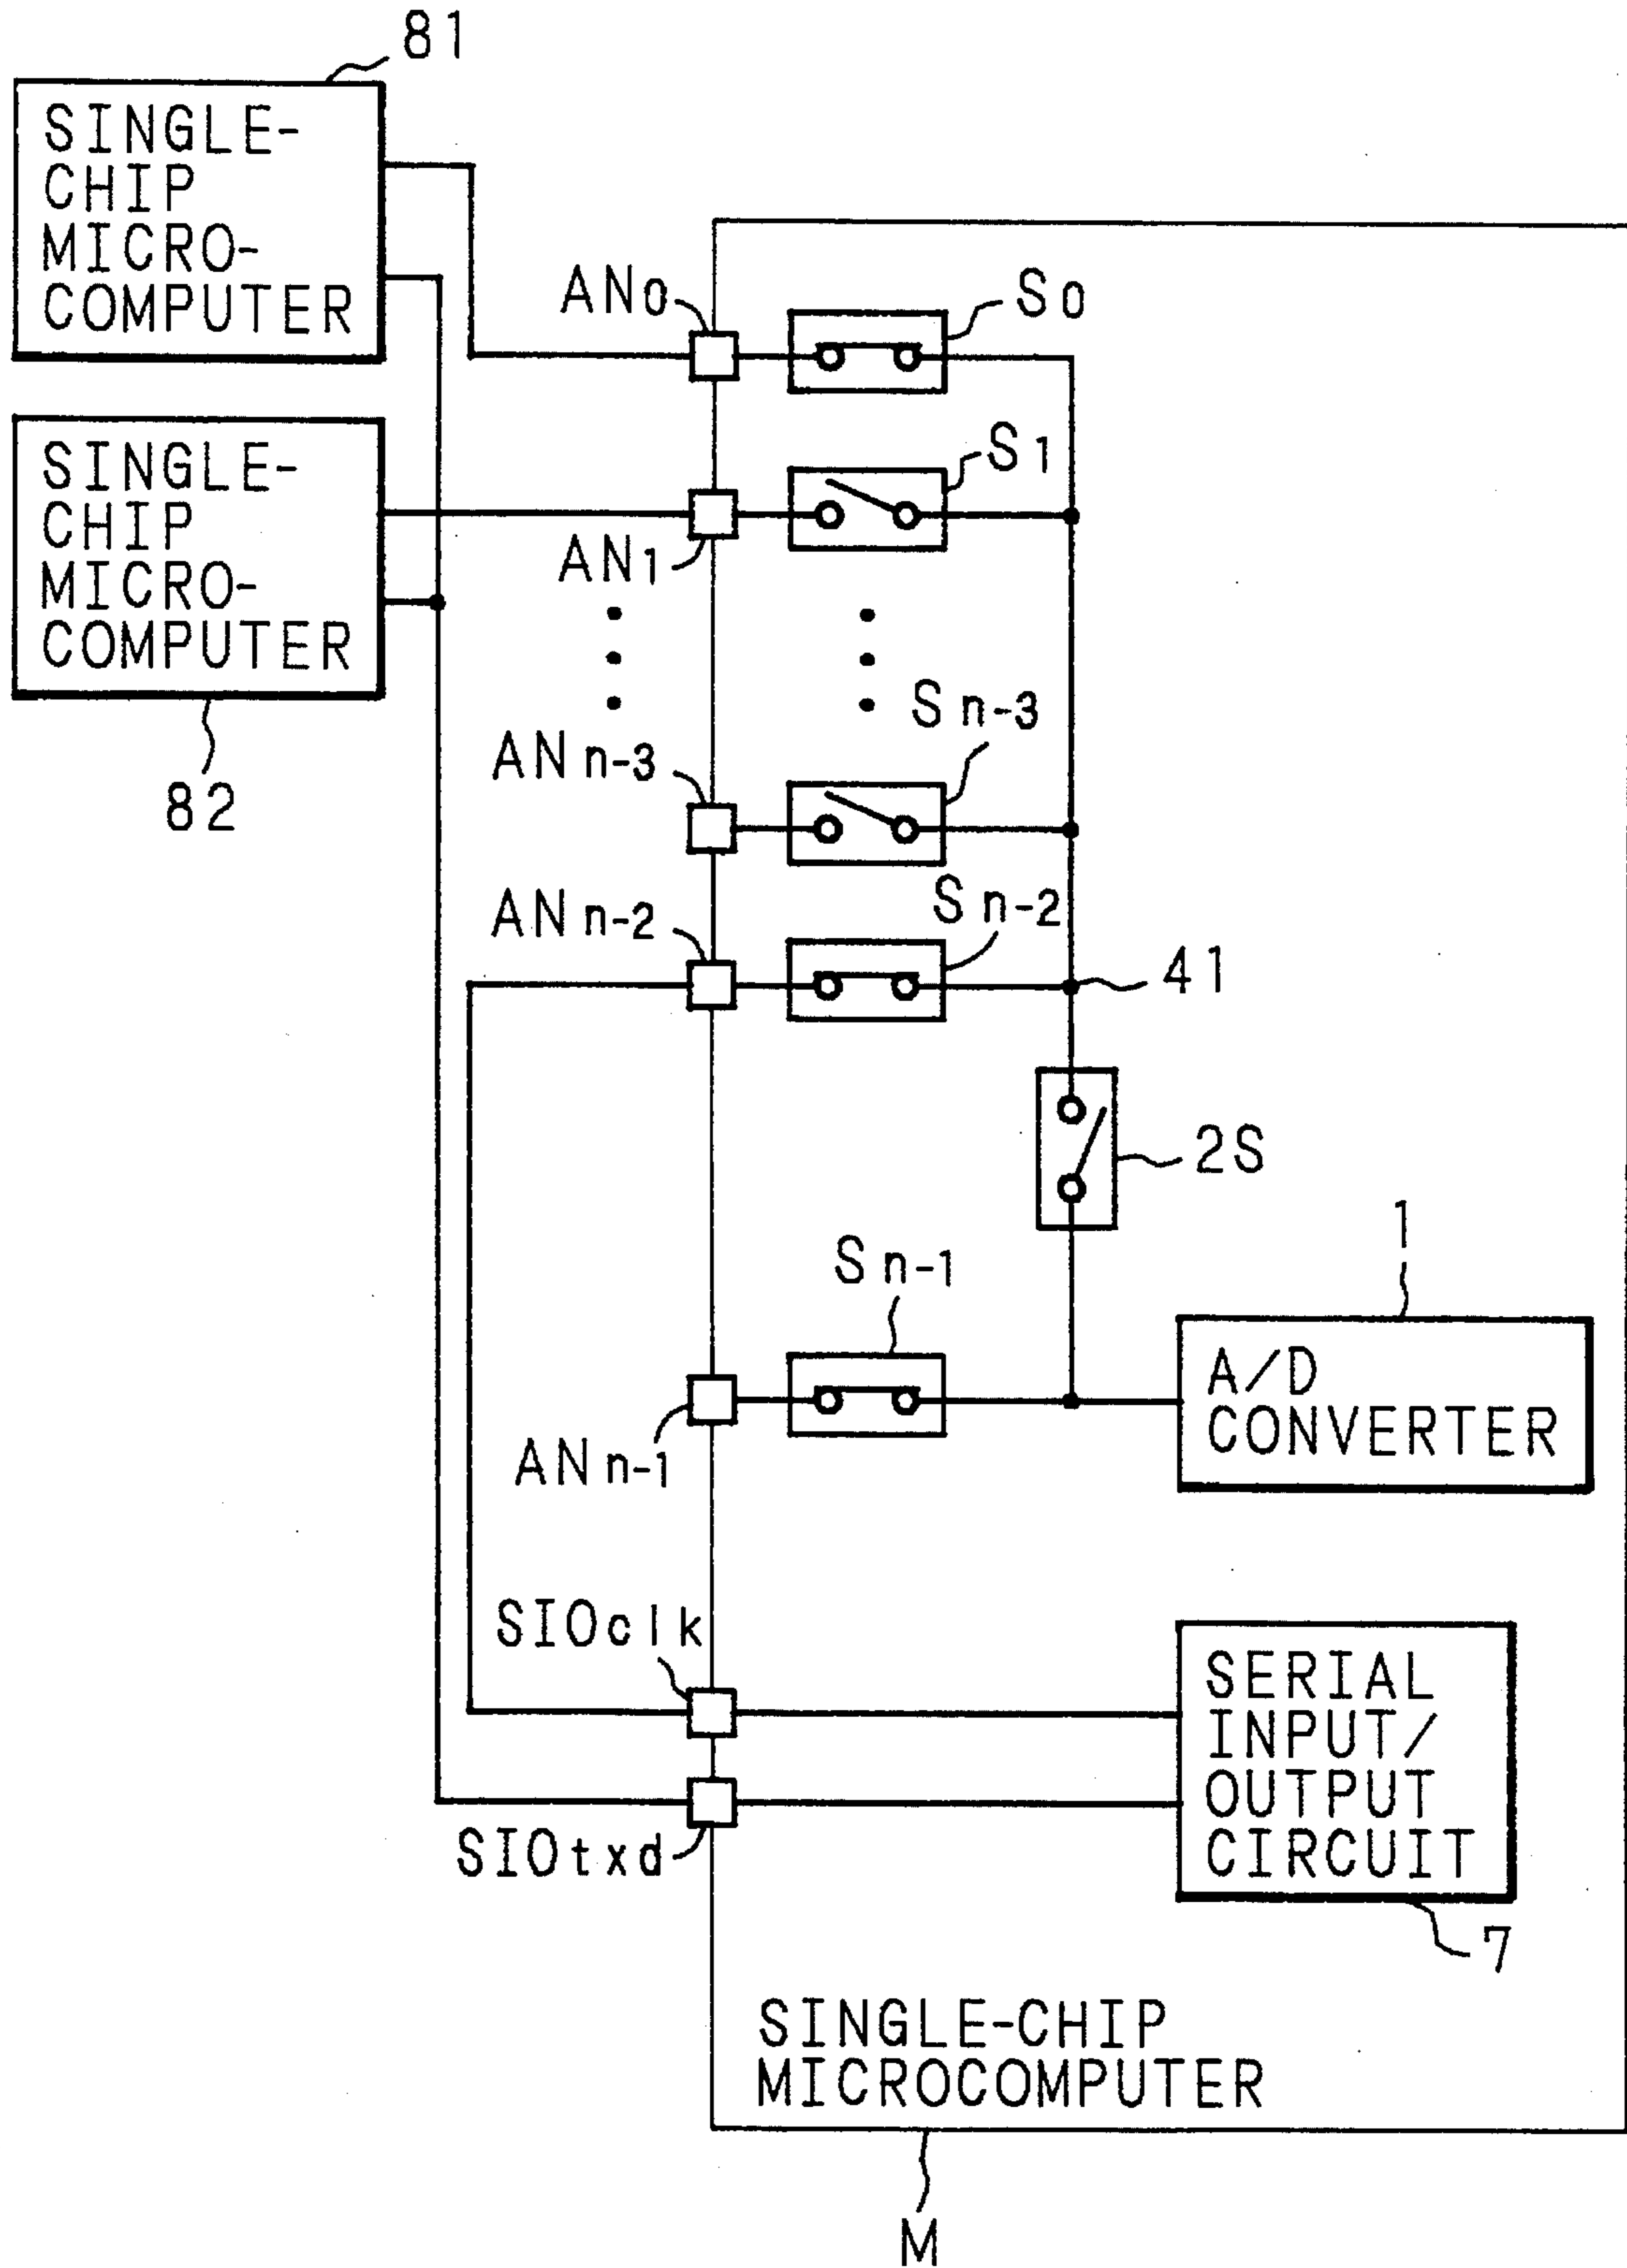 81
SINGLE-
CHIP
MICRO-
COMPUTER
AN0
S0
SINGLE-
CHIP
MICRO-
COMPUTER
82
S1
AN1
Sn-3
ANn-3
Sn-2
ANn-2
41
2S
Sn-1
1
A/D
CONVERTER
ANn-1
SIOclk
SERIAL
INPUT/
OUTPUT
CIRCUIT
SIOtxd
7
SINGLE-CHIP
MICROCOMPUTER
M